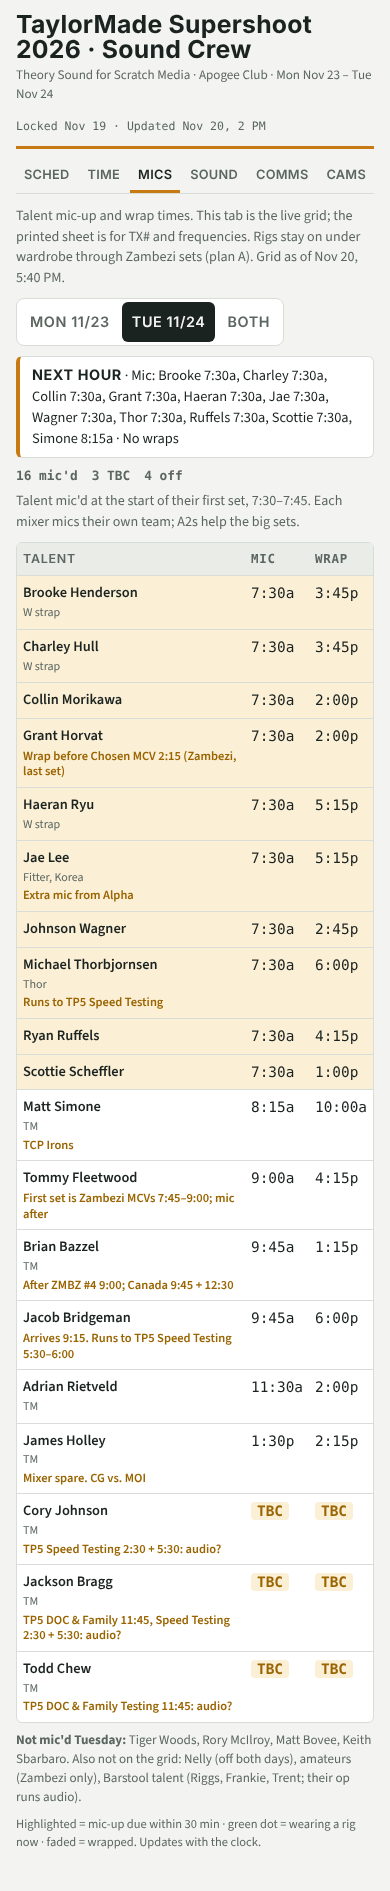 TaylorMade Supershoot
2026 · Sound Crew
Theory Sound for Scratch Media · Apogee Club · Mon Nov 23 – Tue
Nov 24
Locked Nov 19 · Updated Nov 20, 2 PM
SCHED TIME MICS SOUND COMMS CAMS
Talent mic-up and wrap times. This tab is the live grid; the
printed sheet is for TX# and frequencies. Rigs stay on under
wardrobe through Zambezi sets (plan A). Grid as of Nov 20,
5:40 PM.
MON 11/23 TUE 11/24 BOTH
NEXT HOUR · Mic: Brooke 7:30a, Charley 7:30a,
Collin 7:30a, Grant 7:30a, Haeran 7:30a, Jae 7:30a,
Wagner 7:30a, Thor 7:30a, Ruffels 7:30a, Scottie 7:30a,
Simone 8:15a · No wraps
16 mic'd 3 TBC 4 off
Talent mic'd at the start of their first set, 7:30–7:45. Each
mixer mics their own team; A2s help the big sets.
TALENT MIC WRAP
Brooke Henderson 7:30a 3:45p
W strap
Charley Hull 7:30a 3:45p
W strap
Collin Morikawa 7:30a 2:00p
Grant Horvat 7:30a 2:00p
Wrap before Chosen MCV 2:15 (Zambezi,
last set)
Haeran Ryu 7:30a 5:15p
W strap
Jae Lee 7:30a 5:15p
Fitter, Korea
Extra mic from Alpha
Johnson Wagner 7:30a 2:45p
Michael Thorbjornsen 7:30a 6:00p
Thor
Runs to TP5 Speed Testing
Ryan Ruffels 7:30a 4:15p
Scottie Scheffler 7:30a 1:00p
Matt Simone 8:15a 10:00a
TM
TCP Irons
Tommy Fleetwood 9:00a 4:15p
First set is Zambezi MCVs 7:45–9:00; mic
after
Brian Bazzel 9:45a 1:15p
TM
After ZMBZ #4 9:00; Canada 9:45 + 12:30
Jacob Bridgeman 9:45a 6:00p
Arrives 9:15. Runs to TP5 Speed Testing
5:30–6:00
Adrian Rietveld 11:30a 2:00p
TM
James Holley 1:30p 2:15p
TM
Mixer spare. CG vs. MOI
Cory Johnson TBC TBC
TM
TP5 Speed Testing 2:30 + 5:30: audio?
Jackson Bragg TBC TBC
TM
TP5 DOC & Family 11:45, Speed Testing
2:30 + 5:30: audio?
Todd Chew TBC TBC
TM
TP5 DOC & Family Testing 11:45: audio?
Not mic'd Tuesday: Tiger Woods, Rory McIlroy, Matt Bovee, Keith
Sbarbaro. Also not on the grid: Nelly (off both days), amateurs
(Zambezi only), Barstool talent (Riggs, Frankie, Trent; their op
runs audio).
Highlighted = mic-up due within 30 min · green dot = wearing a rig
now · faded = wrapped. Updates with the clock.